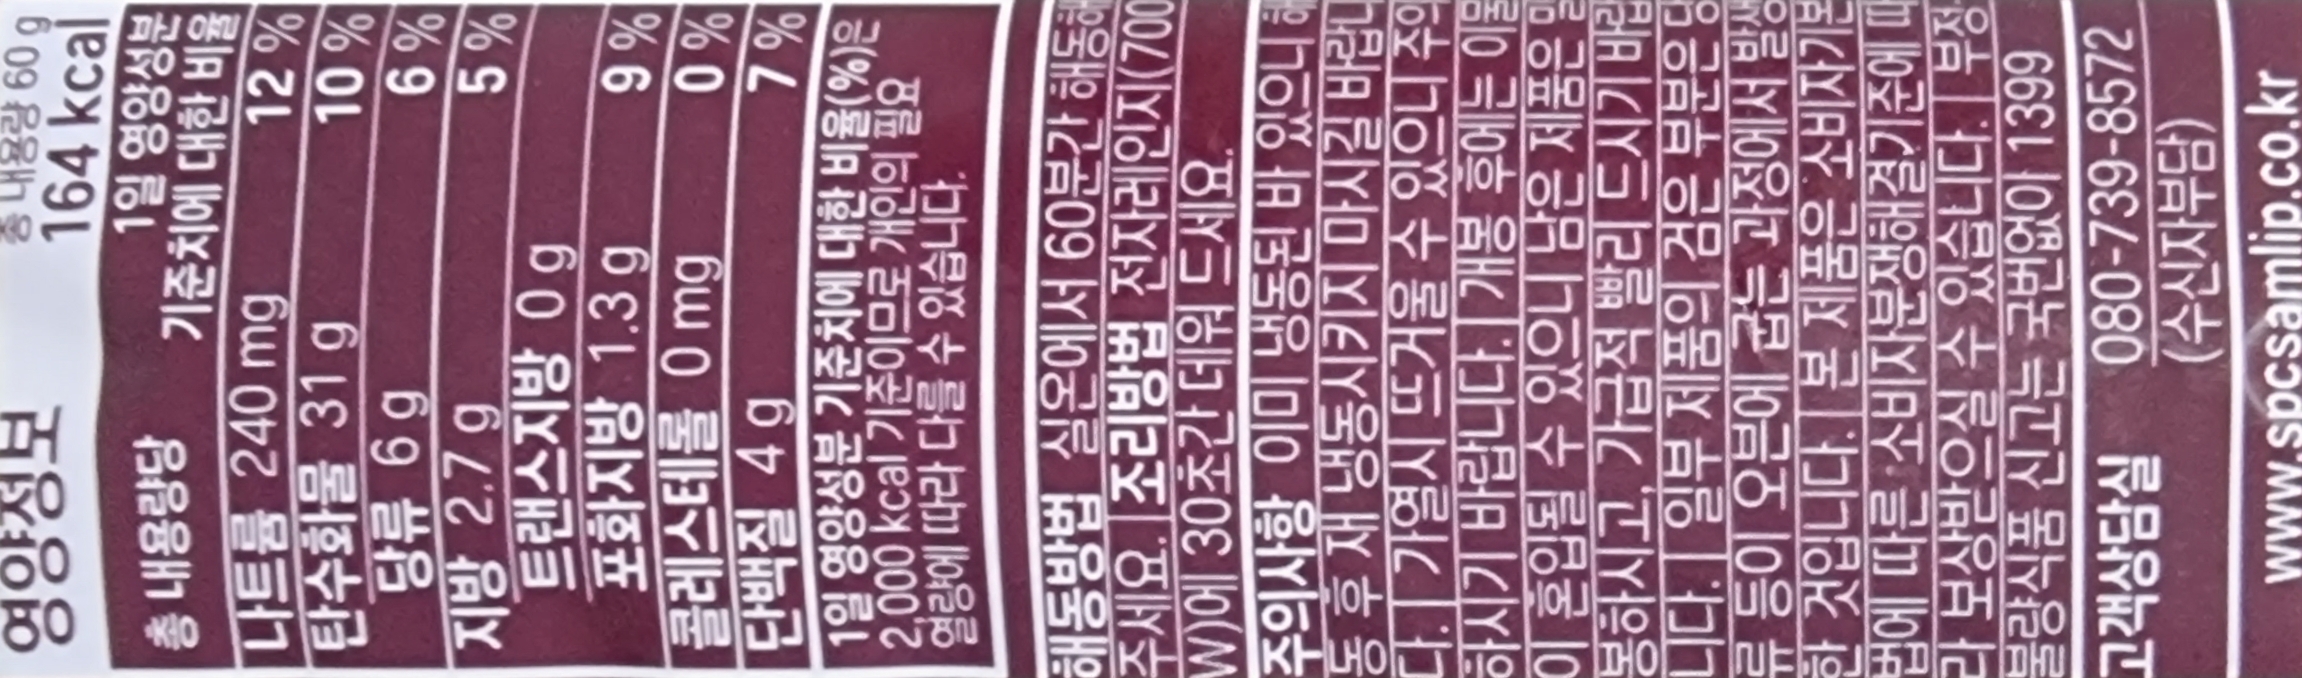 영양정보
총 내용량 60 g
164 kcal
총 내용량당
1일 영양성분
기준치에 대한 비율
나트륨 240 mg 12 %
탄수화물 31 g 10 %
당류 6 g 6 %
지방 2.7 g 5 %
트랜스지방 0 g
포화지방 1.3 g 9 %
콜레스테롤 0 mg 0 %
단백질 4 g 7 %
1일 영양성분 기준치에 대한 비율(%)은
2,000 kcal 기준이므로 개인의 필요
열량에 따라 다를 수 있습니다.
해동방법 실온에서 60분간 해동해
주세요. | 조리방법 전자레인지(700
W)에 30초간 데워 드세요.
주의사항 이미 냉동된 바 있으니 해
동 후 재 냉동시키지 마시길 바랍니
다. | 가열시 뜨거울 수 있으니 주의
하시기 바랍니다. | 개봉 후에는 이물
이 혼입될 수 있으니 남은 제품은 밀
봉하시고, 가급적 빨리 드시기 바랍
니다. | 일부 제품의 검은 부분은 당
류 등이 오븐에 굽는 과정에서 발생
한 것입니다. | 본 제품은 소비자기본
법에 따른 소비자분쟁해결기준에 따
라 보상받으실 수 있습니다. | 부정·
불량식품 신고는 국번없이 1399
고객상담실 080-739-8572
(수신자부담)
www.spcsamlip.co.kr